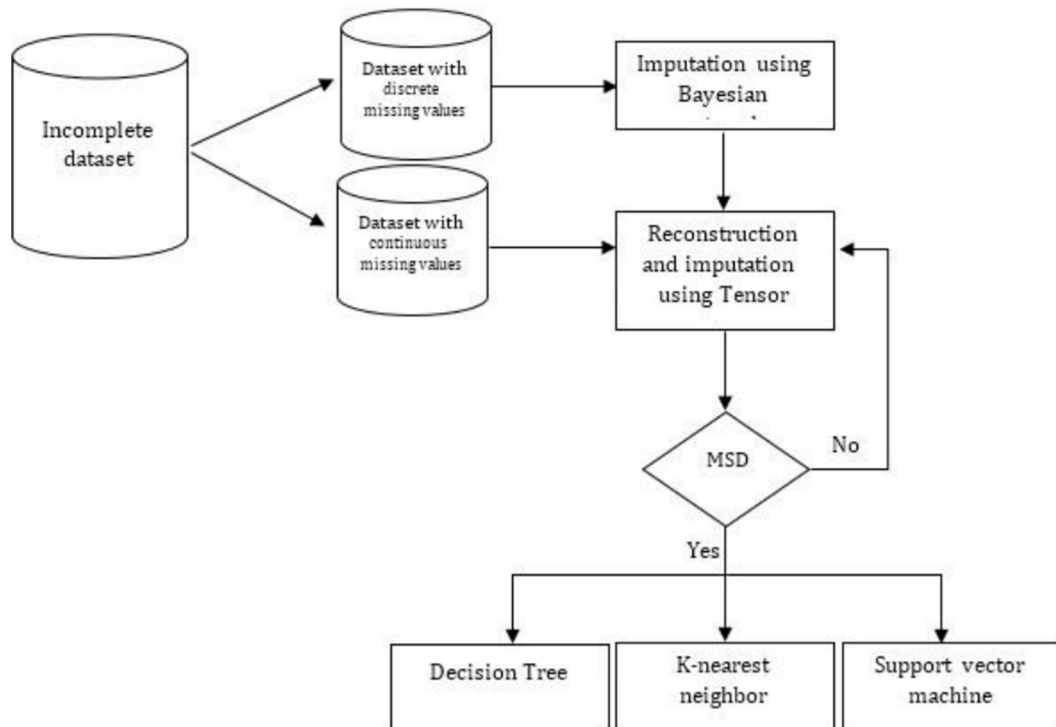 Incomplete
dataset
Dataset with
discrete
missing values
Imputation using
Bayesian
Dataset with
continuous
missing values
Reconstruction
and imputation
using Tensor
MSD
No
Yes
Decision Tree
K-nearest
neighbor
Support vector
machine